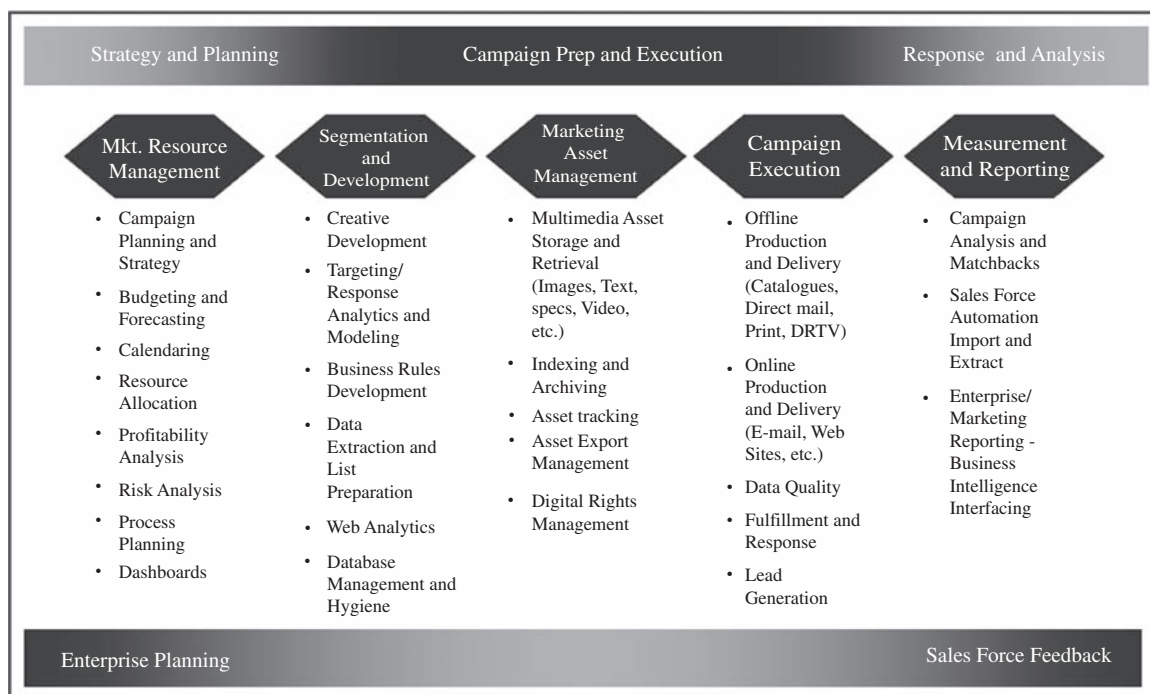 Strategy and Planning
Campaign Prep and Execution
Response and Analysis
Mkt. Resource
Management
• Campaign
Planning and
Strategy
• Budgeting and
Forecasting
• Calendaring
• Resource
Allocation
• Profitability
Analysis
• Risk Analysis
• Process
Planning
• Dashboards
Segmentation
and
Development
• Creative
Development
• Targeting/
Response
Analytics and
Modeling
• Business Rules
Development
• Data
Extraction and
List
Preparation
• Web Analytics
• Database
Management and
Hygiene
Marketing
Asset
Management
• Multimedia Asset
Storage and
Retrieval
(Images, Text,
specs, Video,
etc.)
• Indexing and
Archiving
• Asset tracking
• Asset Export
Management
• Digital Rights
Management
Campaign
Execution
• Offline
Production
and Delivery
(Catalogues,
Direct mail,
Print, DRTV)
• Online
Production
and Delivery
(E-mail, Web
Sites, etc.)
• Data Quality
• Fulfillment and
Response
• Lead
Generation
Measurement
and Reporting
• Campaign
Analysis and
Matchbacks
• Sales Force
Automation
Import and
Extract
• Enterprise/
Marketing
Reporting -
Business
Intelligence
Interfacing
Enterprise Planning
Sales Force Feedback